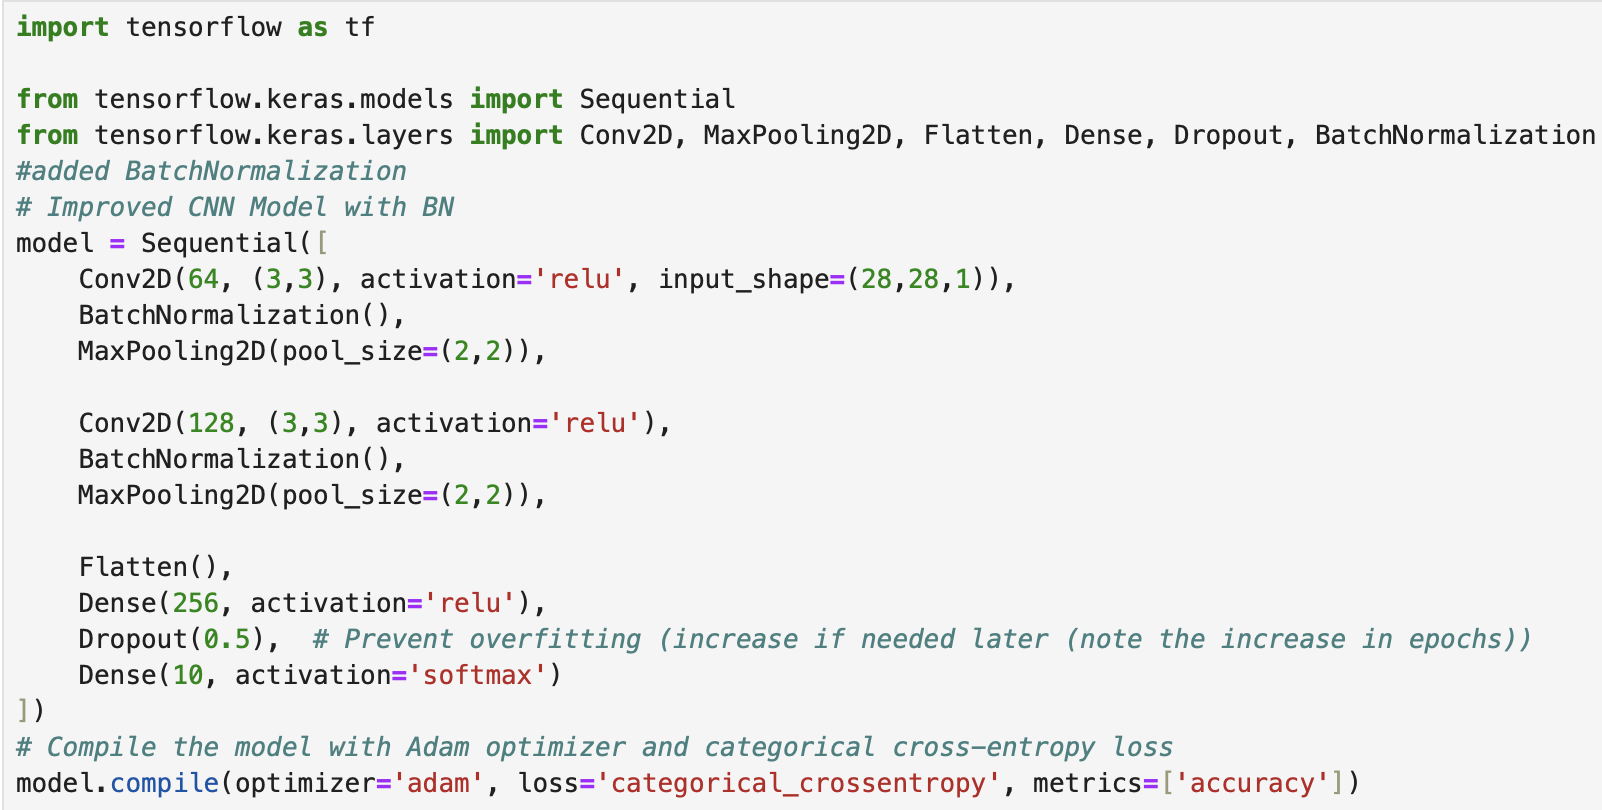 import tensorflow as tf
from tensorflow.keras.models import Sequential
from tensorflow.keras.layers import Conv2D, MaxPooling2D, Flatten, Dense, Dropout, BatchNormalization
#added BatchNormalization
# Improved CNN Model with BN
model = Sequential([
    Conv2D(64, (3,3), activation='relu', input_shape=(28,28,1)),
    BatchNormalization(),
    MaxPooling2D(pool_size=(2,2)),
    Conv2D(128, (3,3), activation='relu'),
    BatchNormalization(),
    MaxPooling2D(pool_size=(2,2)),
    Flatten(),
    Dense(256, activation='relu'),
    Dropout(0.5),  # Prevent overfitting (increase if needed later (note the increase in epochs))
    Dense(10, activation='softmax')
])
# Compile the model with Adam optimizer and categorical cross-entropy loss
model.compile(optimizer='adam', loss='categorical_crossentropy', metrics=['accuracy'])